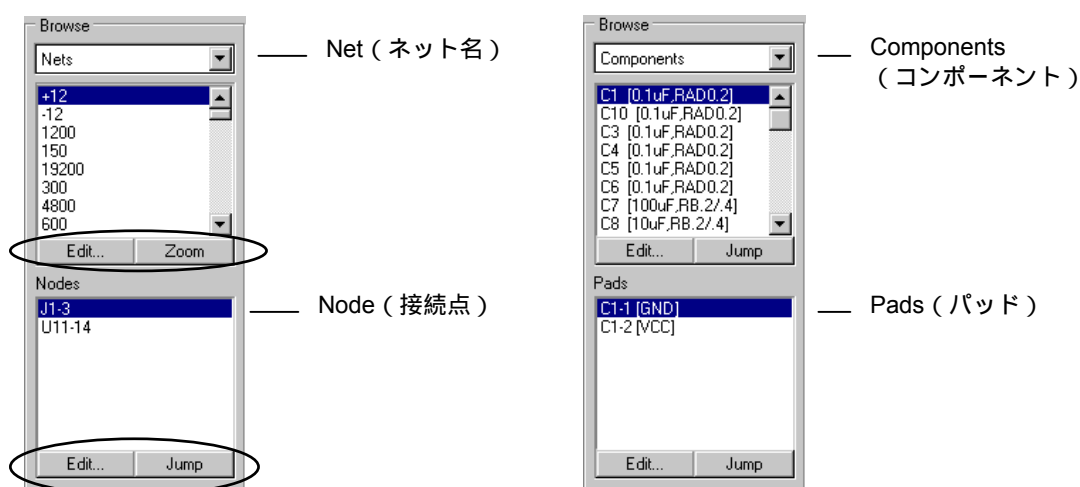 Browse
Nets
+12
-12
1200
150
19200
300
4800
600
Edit...
Zoom
Nodes
J1-3
U11-14
Edit...
Jump
Net(ネット名)
Node(接続点)
Browse
Components
C1 [0.1uF,RAD0.2]
C10 [0.1uF,RAD0.2]
C3 [0.1uF,RAD0.2]
C4 [0.1uF,RAD0.2]
C5 [0.1uF,RAD0.2]
C6 [0.1uF,RAD0.2]
C7 [100uF,RB.2/.4]
C8 [10uF,RB.2/.4]
Edit...
Jump
Pads
C1-1 [GND]
C1-2 [VCC]
Edit...
Jump
Components
(コンポーネント)
Pads(パッド)